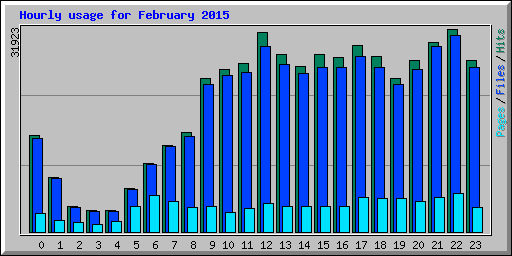 Hourly usage for February 2015
31923
Pages/Files/Hits
0 1 2 3 4 5 6 7 8 9 10 11 12 13 14 15 16 17 18 19 20 21 22 23